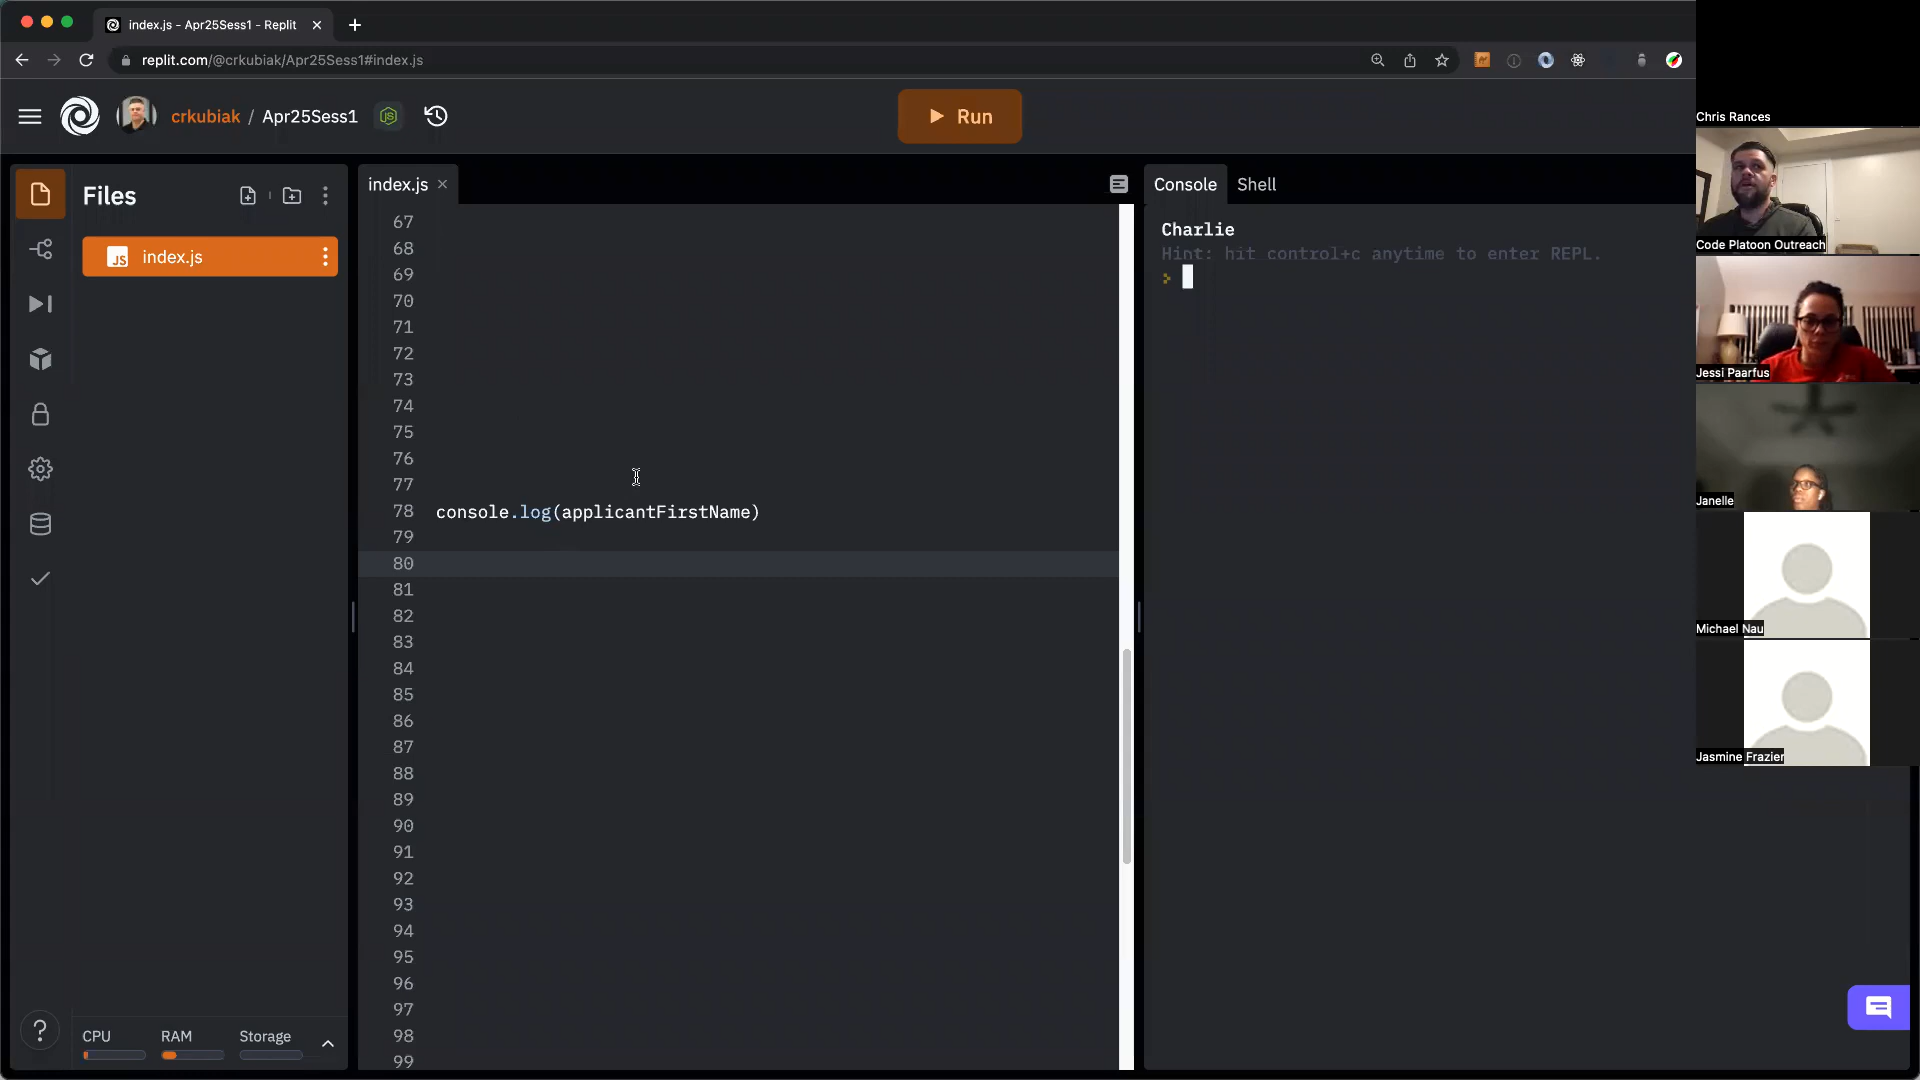 index.js - Apr25Sess1 - Replit
replit.com/@crkubiak/Apr25Sess1#index.js
crkubiak / Apr25Sess1
Run
Files
JS index.js
index.js
67
68
69
70
71
72
73
74
75
76
77
78 console.log(applicantFirstName)
79
80
81
82
83
84
85
86
87
88
89
90
91
92
93
94
95
96
97
98
99
Console Shell
Charlie
Hint: hit control+c anytime to enter REPL.
>
CPU RAM Storage
?
Chris Rances
Code Platoon Outreach
Jessi Paarfus
Janelle
Michael Nau
Jasmine Frazier